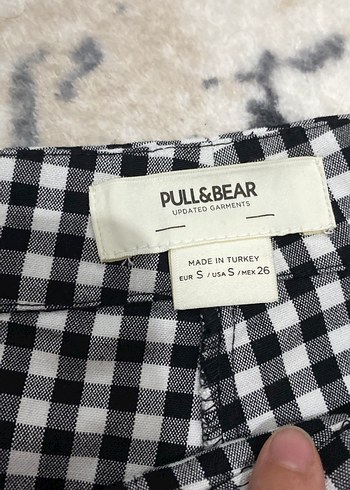 PULL&BEAR
UPDATED GARMENTS
MADE IN TURKEY
EUR S / USA S / MEX 26